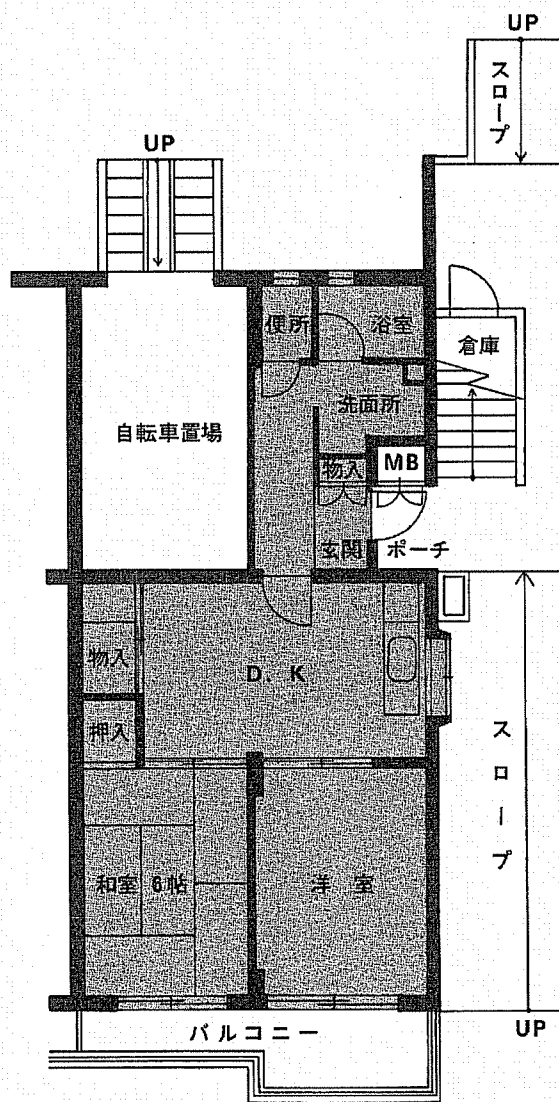 UP
スロープ
UP
便所
浴室
倉庫
洗面所
自転車置場
物入
MB
玄関
ポーチ
物入
D. K
押入
スロープ
和室 6帖
洋室
バルコニー
UP